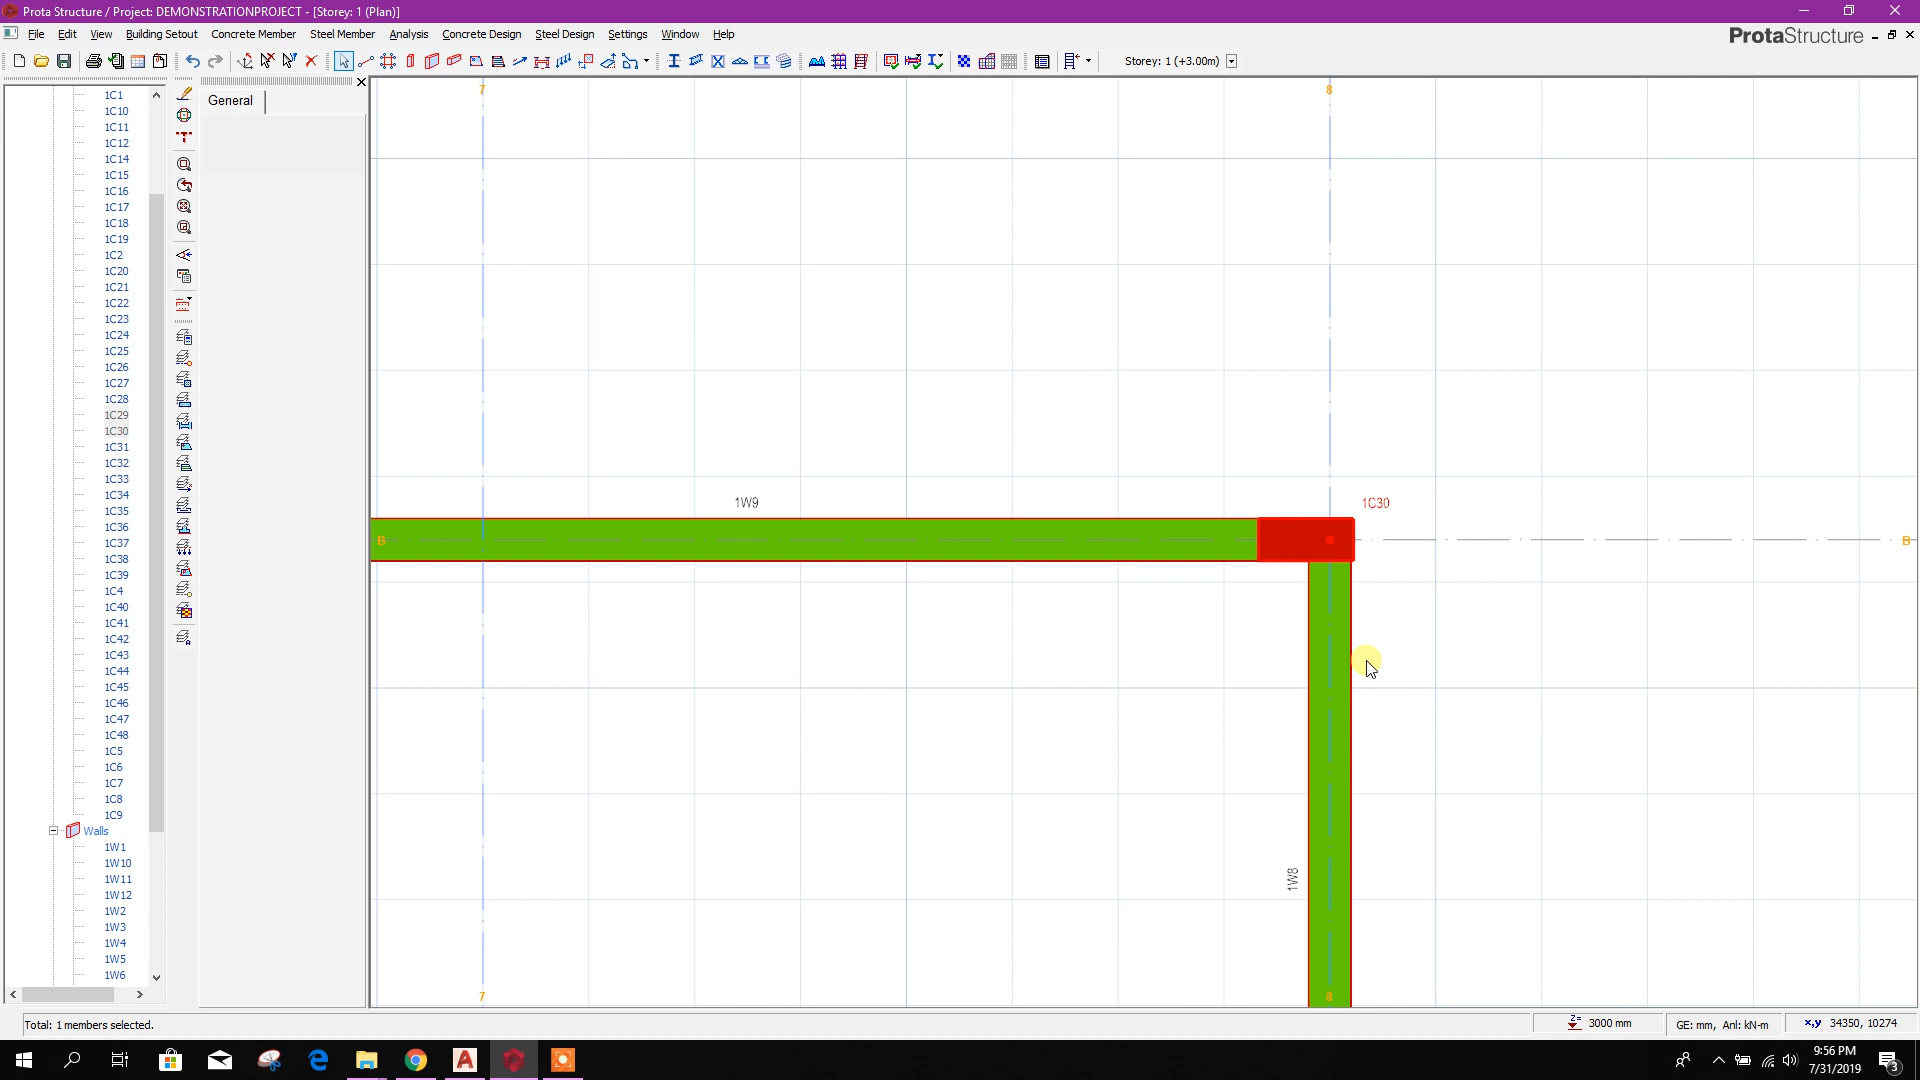 Prota Structure / Project: DEMONSTRATIONPROJECT - [Storey: 1 (Plan)]
File Edit View Building Setout Concrete Member Steel Member Analysis Concrete Design Steel Design Settings Window Help
ProtaStructure
Storey: 1 (+3.00m)
General
1C1
1C10
1C11
1C12
1C14
1C15
1C16
1C17
1C18
1C19
1C2
1C20
1C21
1C22
1C23
1C24
1C25
1C26
1C27
1C28
1C29
1C30
1C31
1C32
1C33
1C34
1C35
1C36
1C37
1C38
1C39
1C4
1C40
1C41
1C42
1C43
1C44
1C45
1C46
1C47
1C48
1C5
1C6
1C7
1C8
1C9
Walls
1W1
1W10
1W11
1W12
1W2
1W3
1W4
1W5
1W6
7 8
1W9 1C30
B B
1W8
7 8
Total: 1 members selected.
Z= 3000 mm
GE: mm, Anl: kN-m
x,y 34350, 10274
9:56 PM
7/31/2019
3